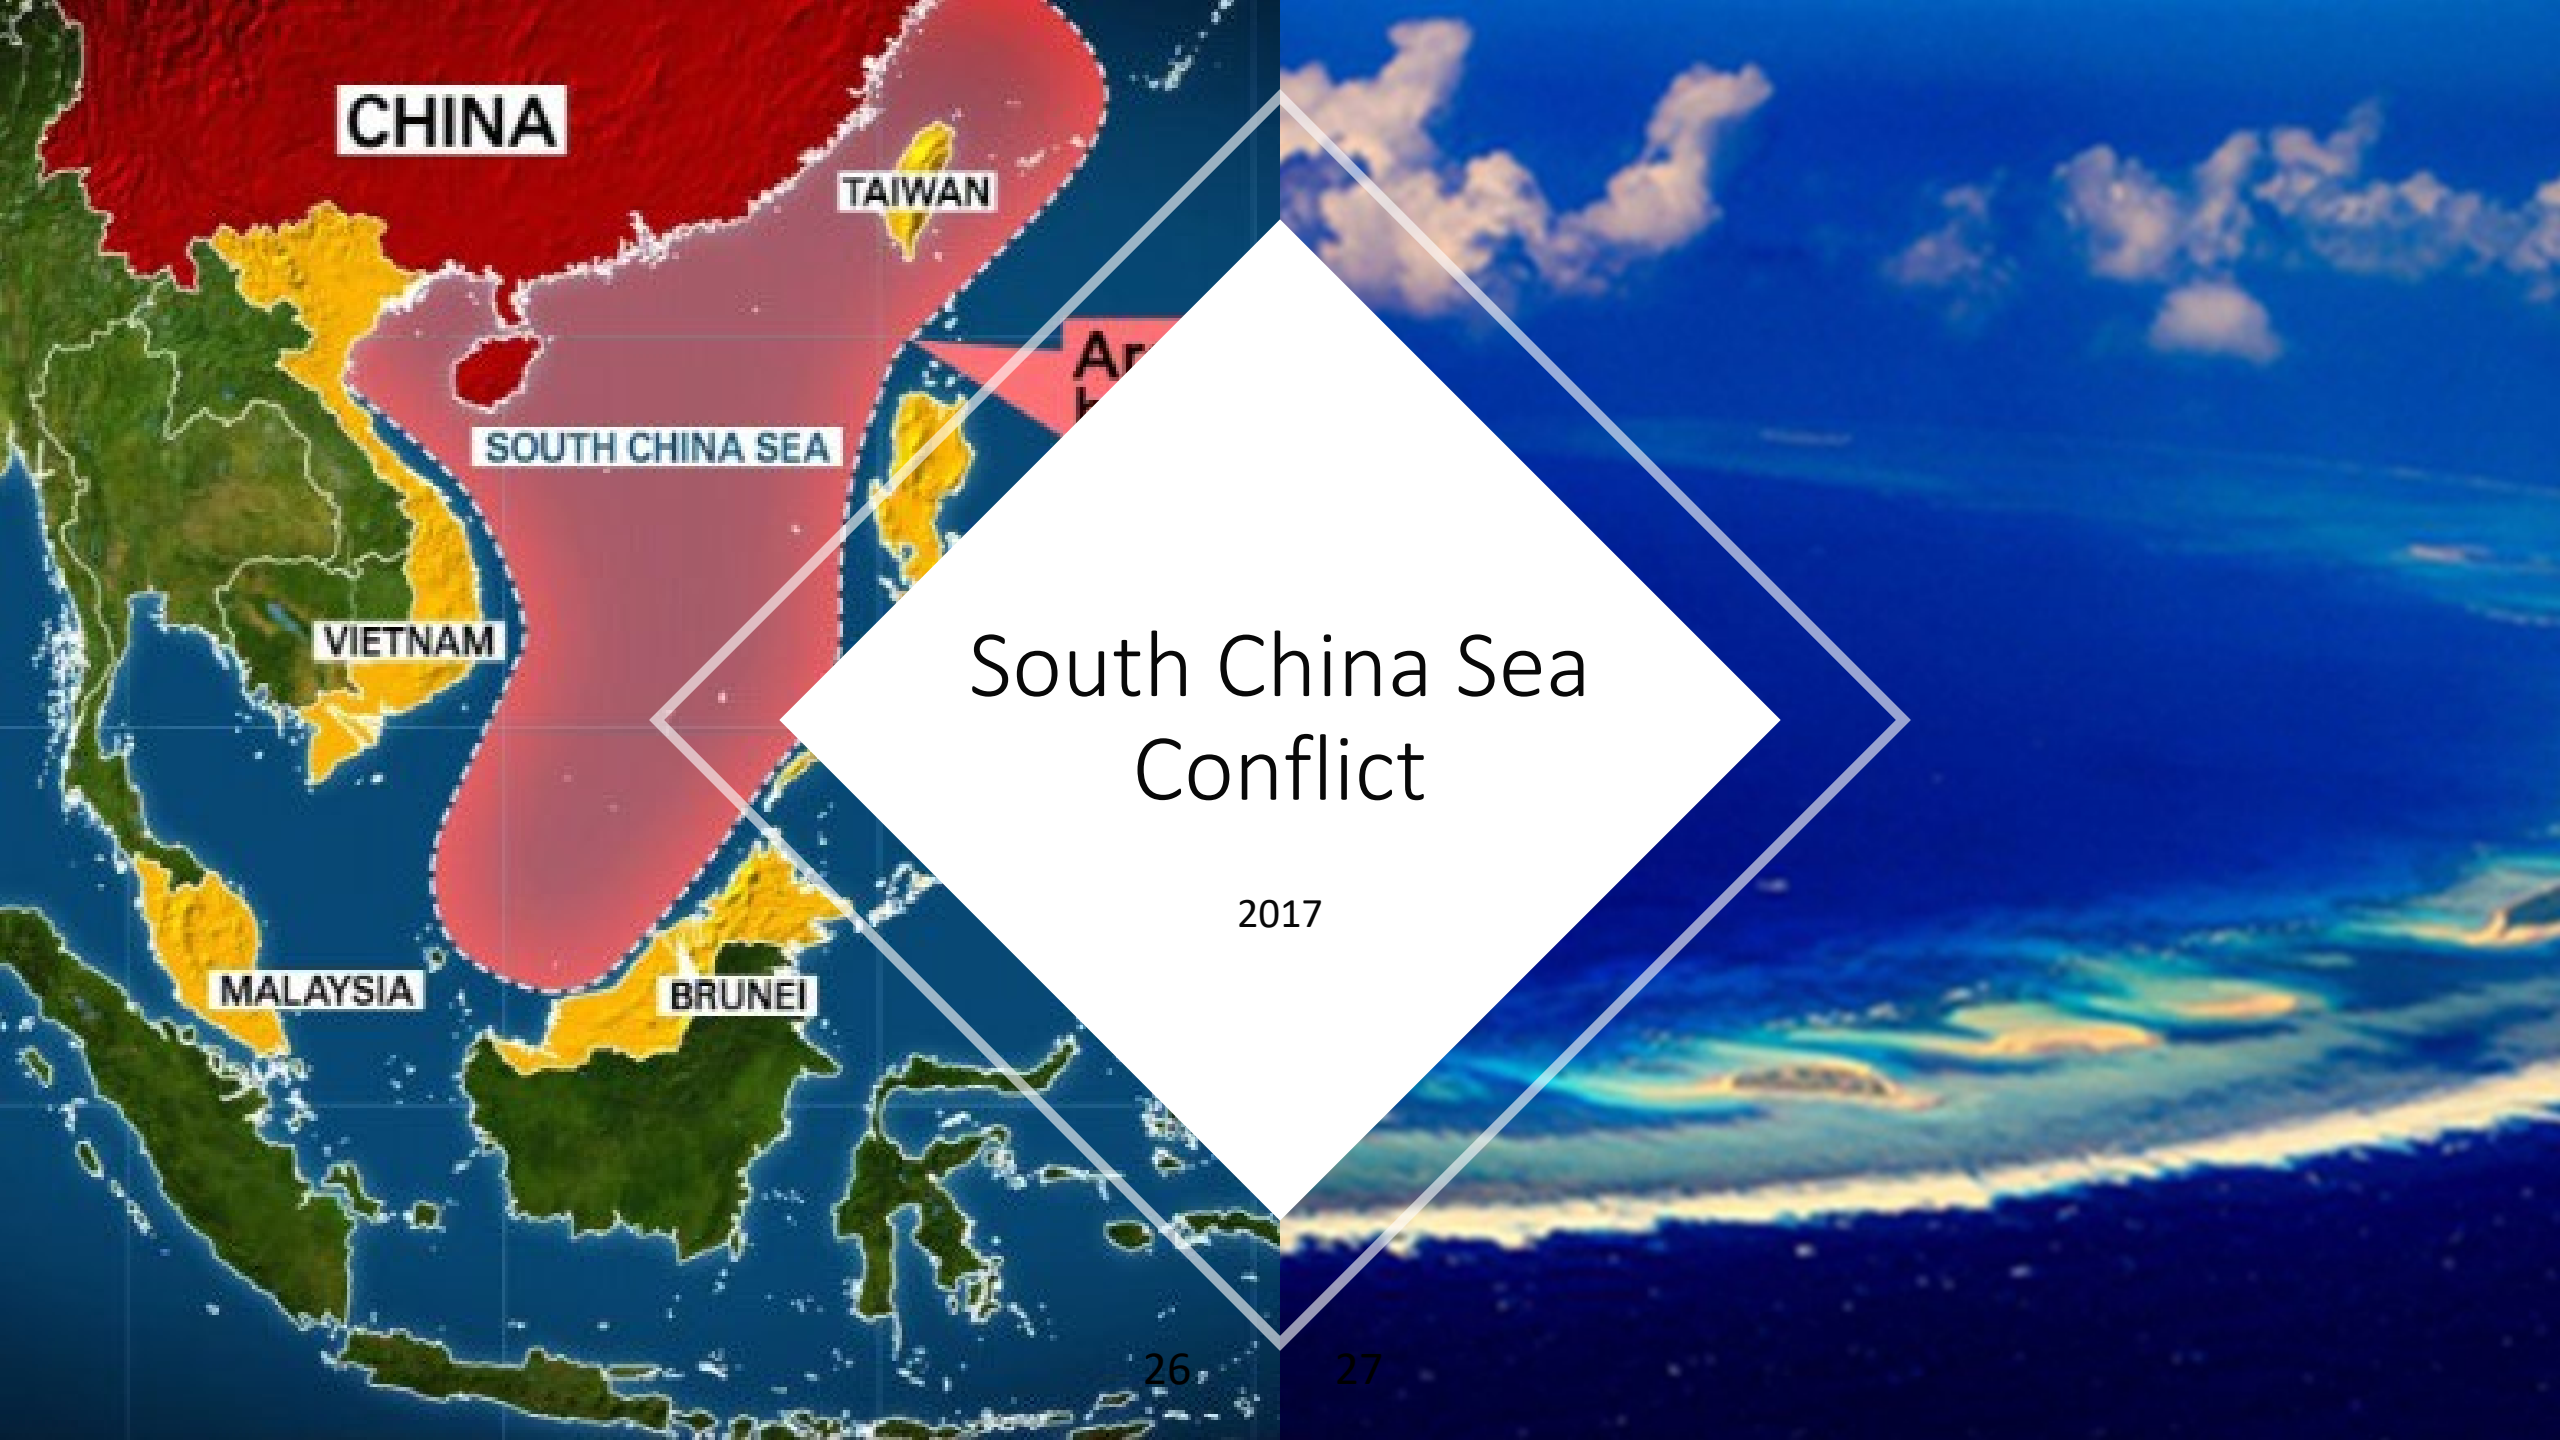 CHINA
TAIWAN
SOUTH CHINA SEA
VIETNAM
MALAYSIA
BRUNEI
South China Sea
Conflict
2017
26
27